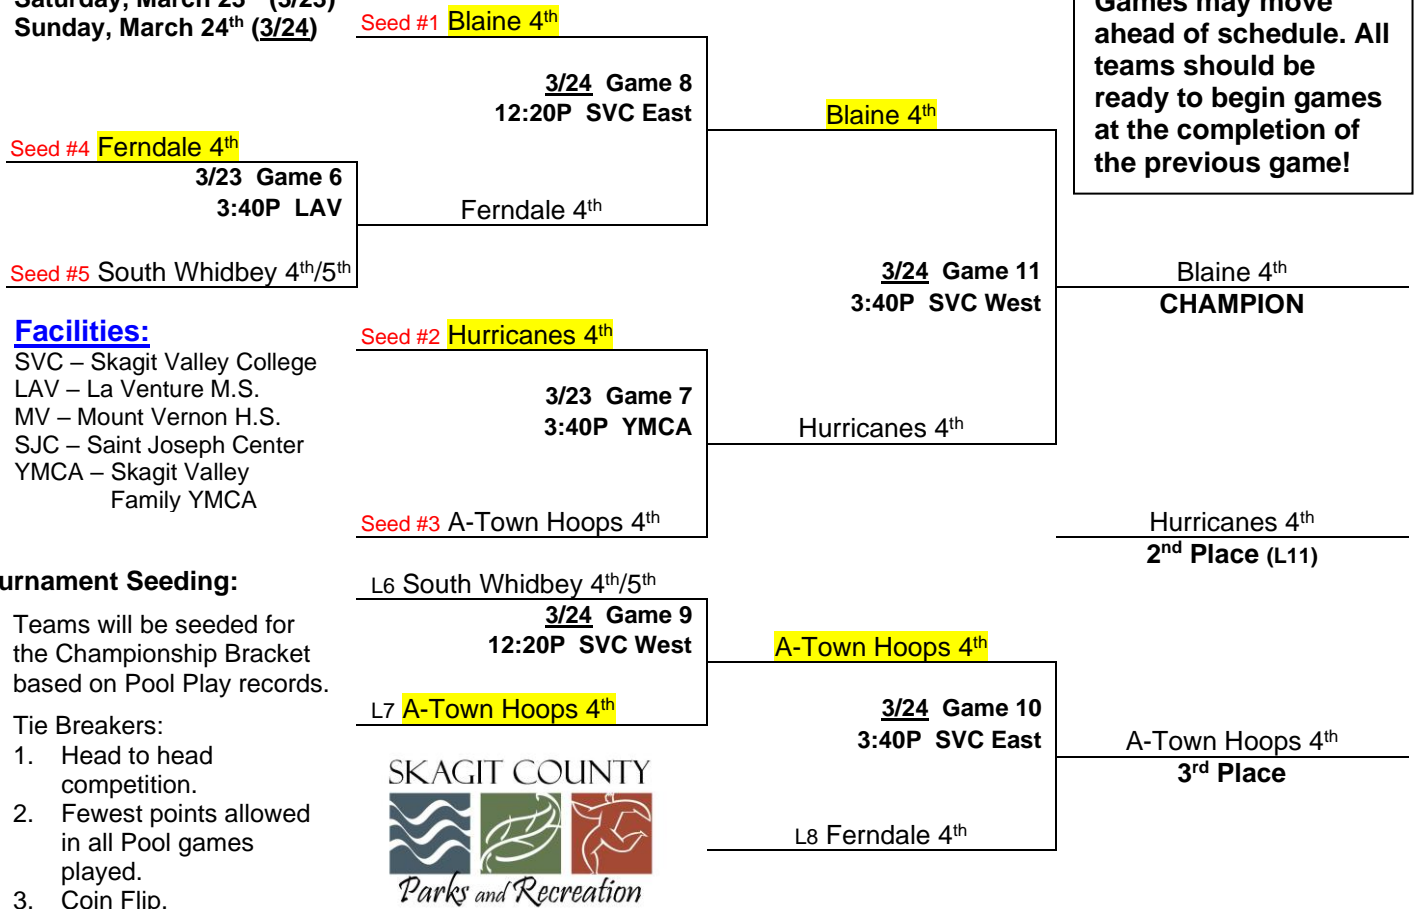 Saturday, March 23rd (3/23)
Sunday, March 24th (3/24)
Seed #1 Blaine 4th
Games may move
ahead of schedule. All
teams should be
ready to begin games
at the completion of
the previous game!
3/24 Game 8
12:20P SVC East
Blaine 4th
Seed #4 Ferndale 4th
3/23 Game 6
3:40P LAV
Ferndale 4th
Seed #5 South Whidbey 4th/5th
3/24 Game 11
3:40P SVC West
Blaine 4th
CHAMPION
Facilities:
SVC – Skagit Valley College
LAV – La Venture M.S.
MV – Mount Vernon H.S.
SJC – Saint Joseph Center
YMCA – Skagit Valley
Family YMCA
Seed #2 Hurricanes 4th
3/23 Game 7
3:40P YMCA
Hurricanes 4th
Seed #3 A-Town Hoops 4th
Hurricanes 4th
2nd Place (L11)
urnament Seeding:
Teams will be seeded for
the Championship Bracket
based on Pool Play records.
Tie Breakers:
1. Head to head
competition.
2. Fewest points allowed
in all Pool games
played.
3. Coin Flip.
L6 South Whidbey 4th/5th
3/24 Game 9
12:20P SVC West
A-Town Hoops 4th
L7 A-Town Hoops 4th
3/24 Game 10
3:40P SVC East
A-Town Hoops 4th
3rd Place
L8 Ferndale 4th
SKAGIT COUNTY
Parks and Recreation